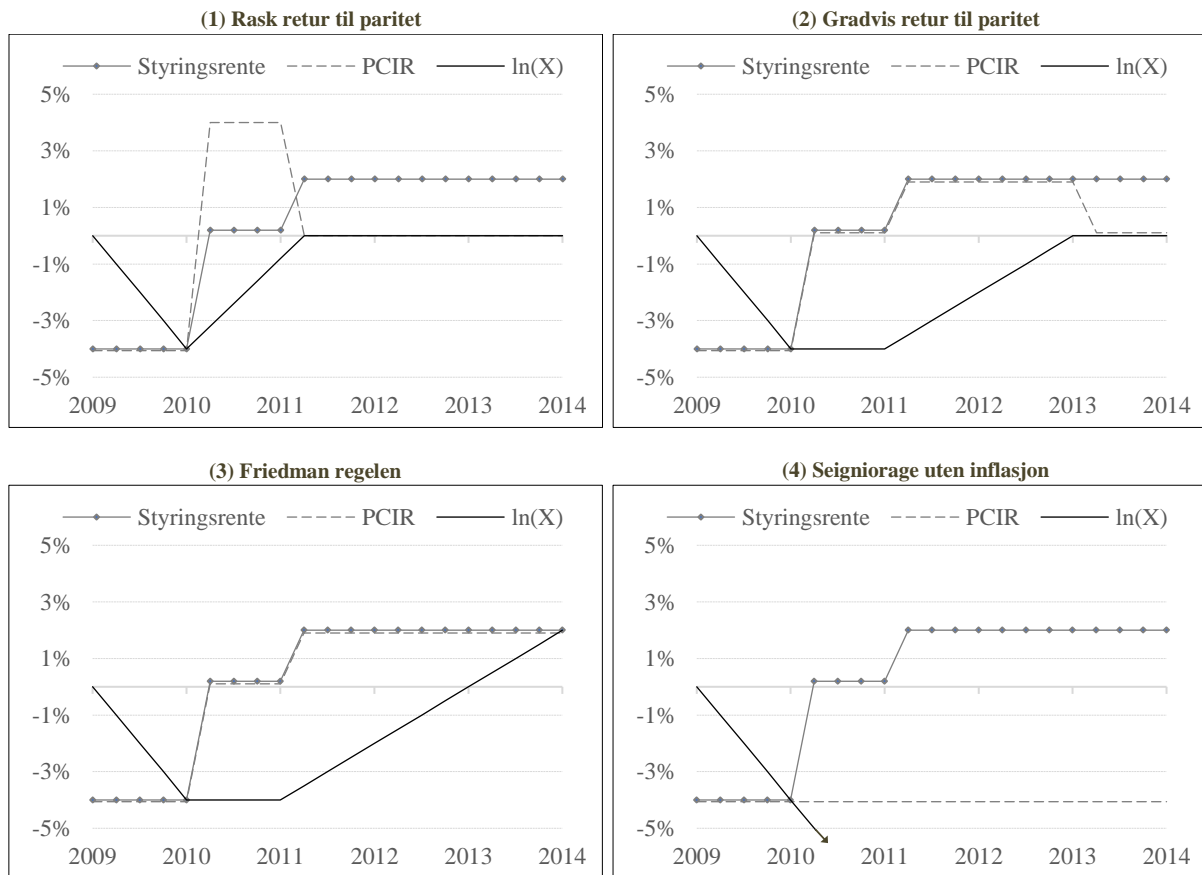 (1) Rask retur til paritet
Styringsrente PCIR ln(X)
5%
3%
1%
-1%
-3%
-5%
2009 2010 2011 2012 2013 2014
(2) Gradvis retur til paritet
Styringsrente PCIR ln(X)
5%
3%
1%
-1%
-3%
-5%
2009 2010 2011 2012 2013 2014
(3) Friedman regelen
Styringsrente PCIR ln(X)
5%
3%
1%
-1%
-3%
-5%
2009 2010 2011 2012 2013 2014
(4) Seigniorage uten inflasjon
Styringsrente PCIR ln(X)
5%
3%
1%
-1%
-3%
-5%
2009 2010 2011 2012 2013 2014